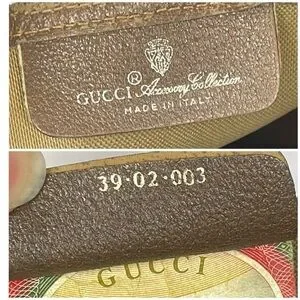 ® GUCCI Accessory Collection
MADE IN ITALY
39·02·003
GUCCI